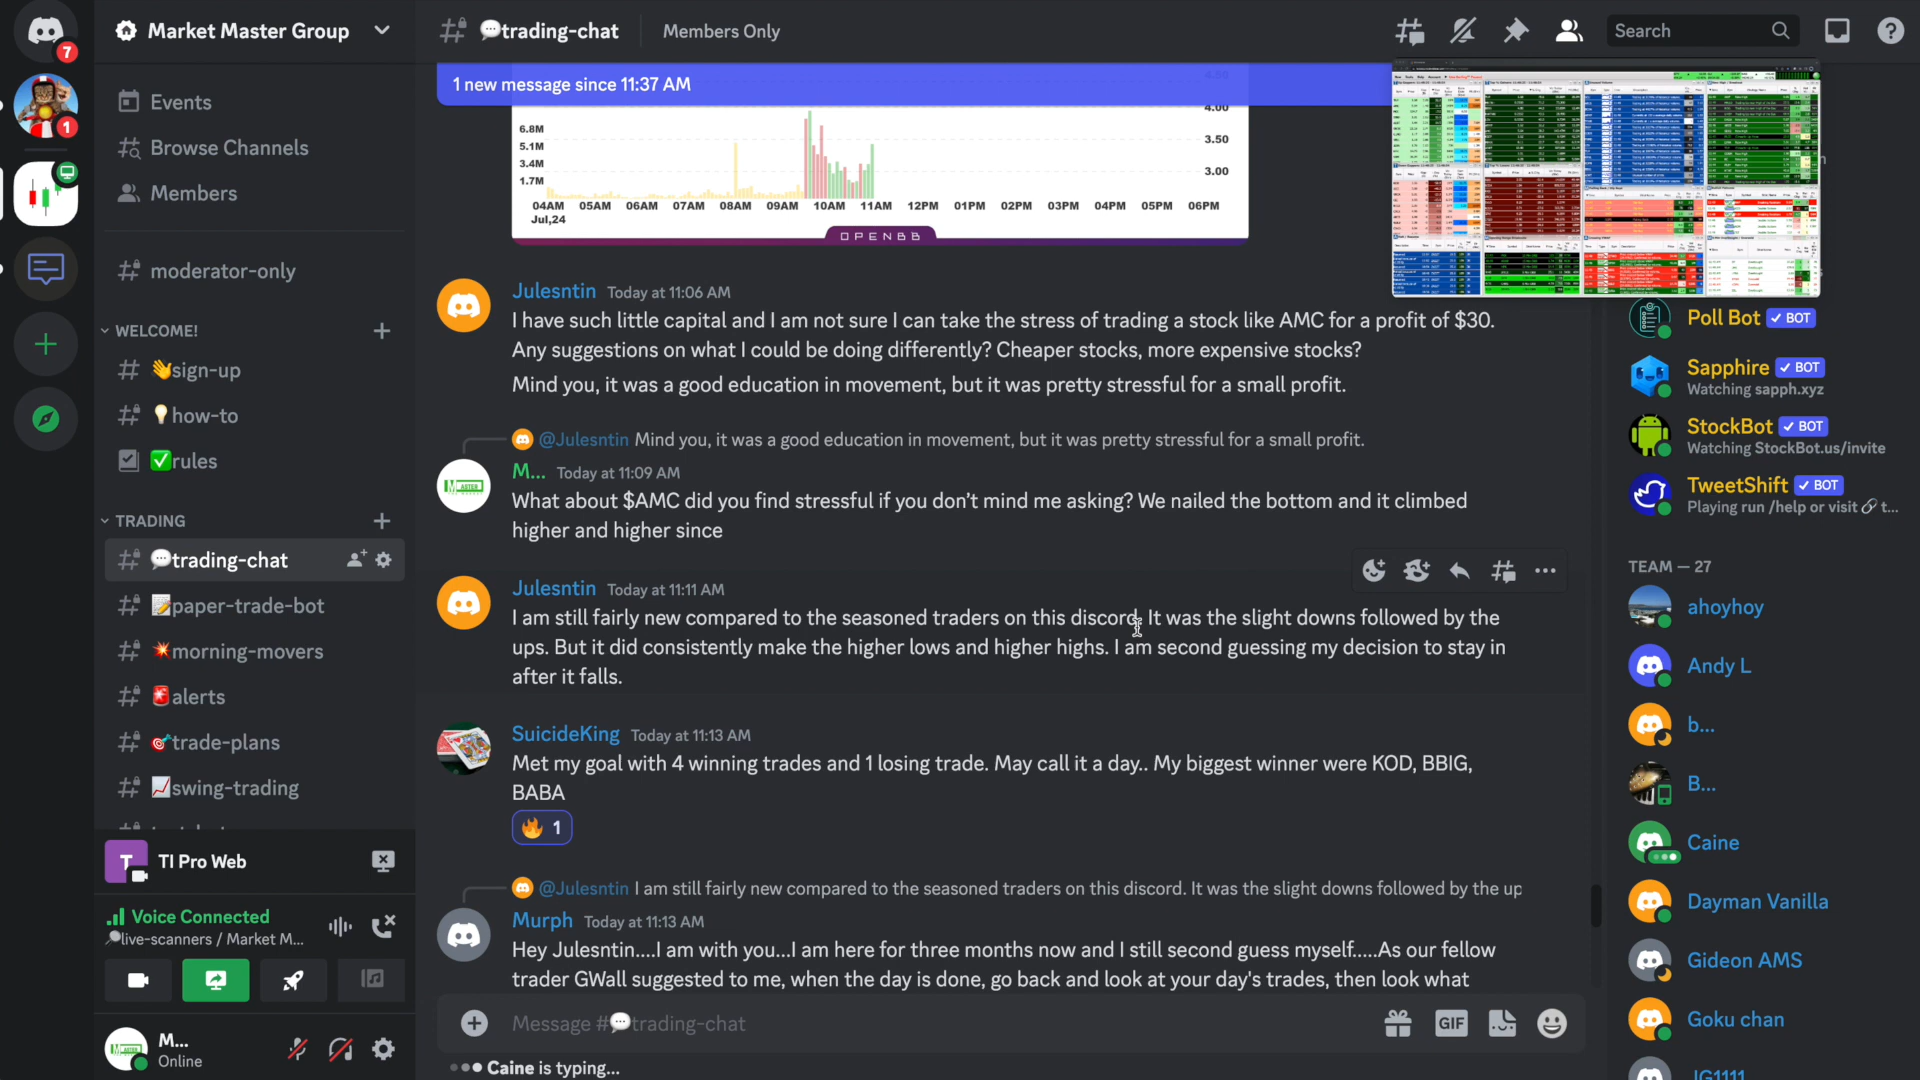 7
Market Master Group
trading-chat
Members Only
Search
1
1 new message since 11:37 AM
Events
Browse Channels
Members
moderator-only
WELCOME!
sign-up
how-to
rules
TRADING
trading-chat
paper-trade-bot
morning-movers
alerts
trade-plans
swing-trading
T
TI Pro Web
Voice Connected
live-scanners / Market M...
M...
Online
4.00
6.8M
5.1M
3.50
3.4M
1.7M
3.00
04AM 05AM 06AM 07AM 08AM 09AM 10AM 11AM 12PM 01PM 02PM 03PM 04PM 05PM 06PM
Jul,24
OPENBB
Julesntin Today at 11:06 AM
I have such little capital and I am not sure I can take the stress of trading a stock like AMC for a profit of $30.
Any suggestions on what I could be doing differently? Cheaper stocks, more expensive stocks?
Mind you, it was a good education in movement, but it was pretty stressful for a small profit.
@Julesntin Mind you, it was a good education in movement, but it was pretty stressful for a small profit.
M... Today at 11:09 AM
What about $AMC did you find stressful if you don't mind me asking? We nailed the bottom and it climbed
higher and higher since
Julesntin Today at 11:11 AM
I am still fairly new compared to the seasoned traders on this discord. It was the slight downs followed by the
ups. But it did consistently make the higher lows and higher highs. I am second guessing my decision to stay in
after it falls.
SuicideKing Today at 11:13 AM
Met my goal with 4 winning trades and 1 losing trade. May call it a day.. My biggest winner were KOD, BBIG,
BABA
1
@Julesntin I am still fairly new compared to the seasoned traders on this discord. It was the slight downs followed by the up
Murph Today at 11:13 AM
Hey Julesntin....I am with you...I am here for three months now and I still second guess myself.....As our fellow
trader GWall suggested to me, when the day is done, go back and look at your day's trades, then look what
Message #trading-chat
GIF
Caine is typing...
Poll Bot BOT
Sapphire BOT
Watching sapph.xyz
StockBot BOT
Watching StockBot.us/invite
TweetShift BOT
Playing run /help or visit t...
TEAM — 27
ahoyhoy
Andy L
b...
B...
Caine
Dayman Vanilla
Gideon AMS
Goku chan
JG1111